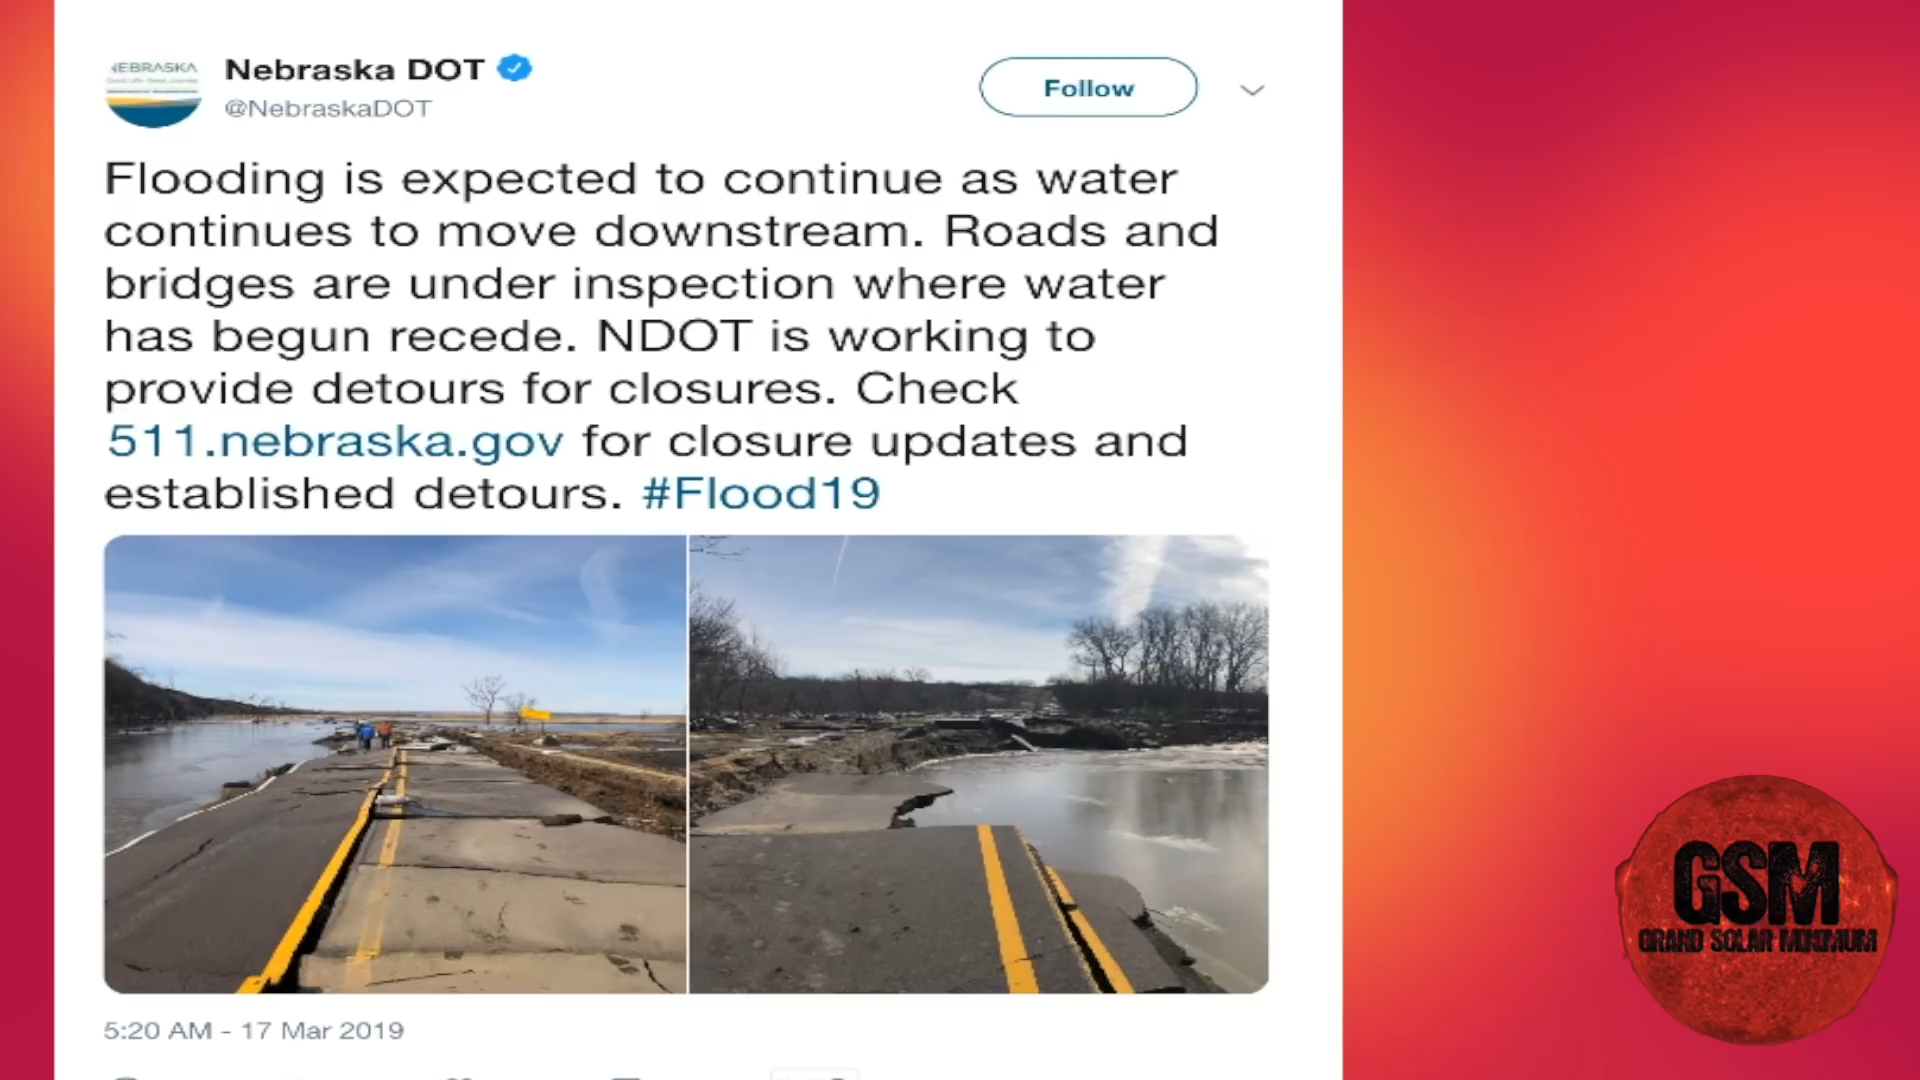 NEBRASKA
Nebraska DOT
@NebraskaDOT
Follow
Flooding is expected to continue as water
continues to move downstream. Roads and
bridges are under inspection where water
has begun recede. NDOT is working to
provide detours for closures. Check
511.nebraska.gov for closure updates and
established detours. #Flood19
5:20 AM - 17 Mar 2019
GSM
GRAND SOLAR MINIMUM